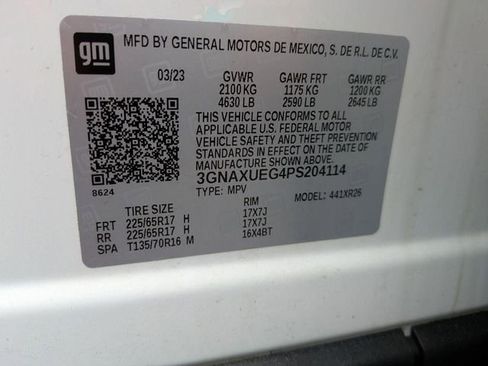 gm
MFD BY GENERAL MOTORS DE MEXICO, S. DE R.L. DE C.V.
03/23 GVWR GAWR FRT GAWR RR
2100 KG 1175 KG 1200 KG
4630 LB 2590 LB 2645 LB
THIS VEHICLE CONFORMS TO ALL
APPLICABLE U.S. FEDERAL MOTOR
VEHICLE SAFETY AND THEFT PREVENTION
STANDARDS IN EFFECT ON THE DATE OF
MANUFACTURE SHOWN ABOVE.
3GNAXUEG4PS204114
8624 TYPE: MPV MODEL: 441XR26
TIRE SIZE RIM
FRT 225/65R17 H 17X7J
RR 225/65R17 H 17X7J
SPA T135/70R16 M 16X4BT